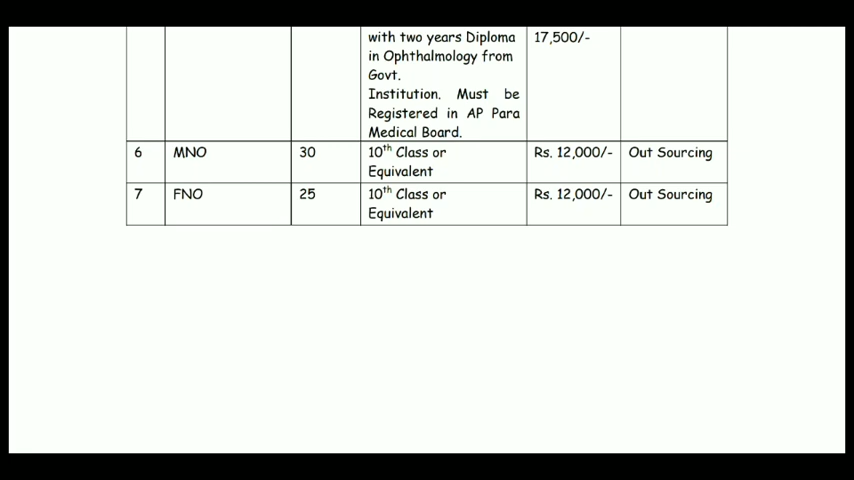 with two years Diploma 17,500/-
in Ophthalmology from
Govt.
Institution. Must be
Registered in AP Para
Medical Board.
6 MNO 30 10th Class or Rs. 12,000/- Out Sourcing
Equivalent
7 FNO 25 10th Class or Rs. 12,000/- Out Sourcing
Equivalent